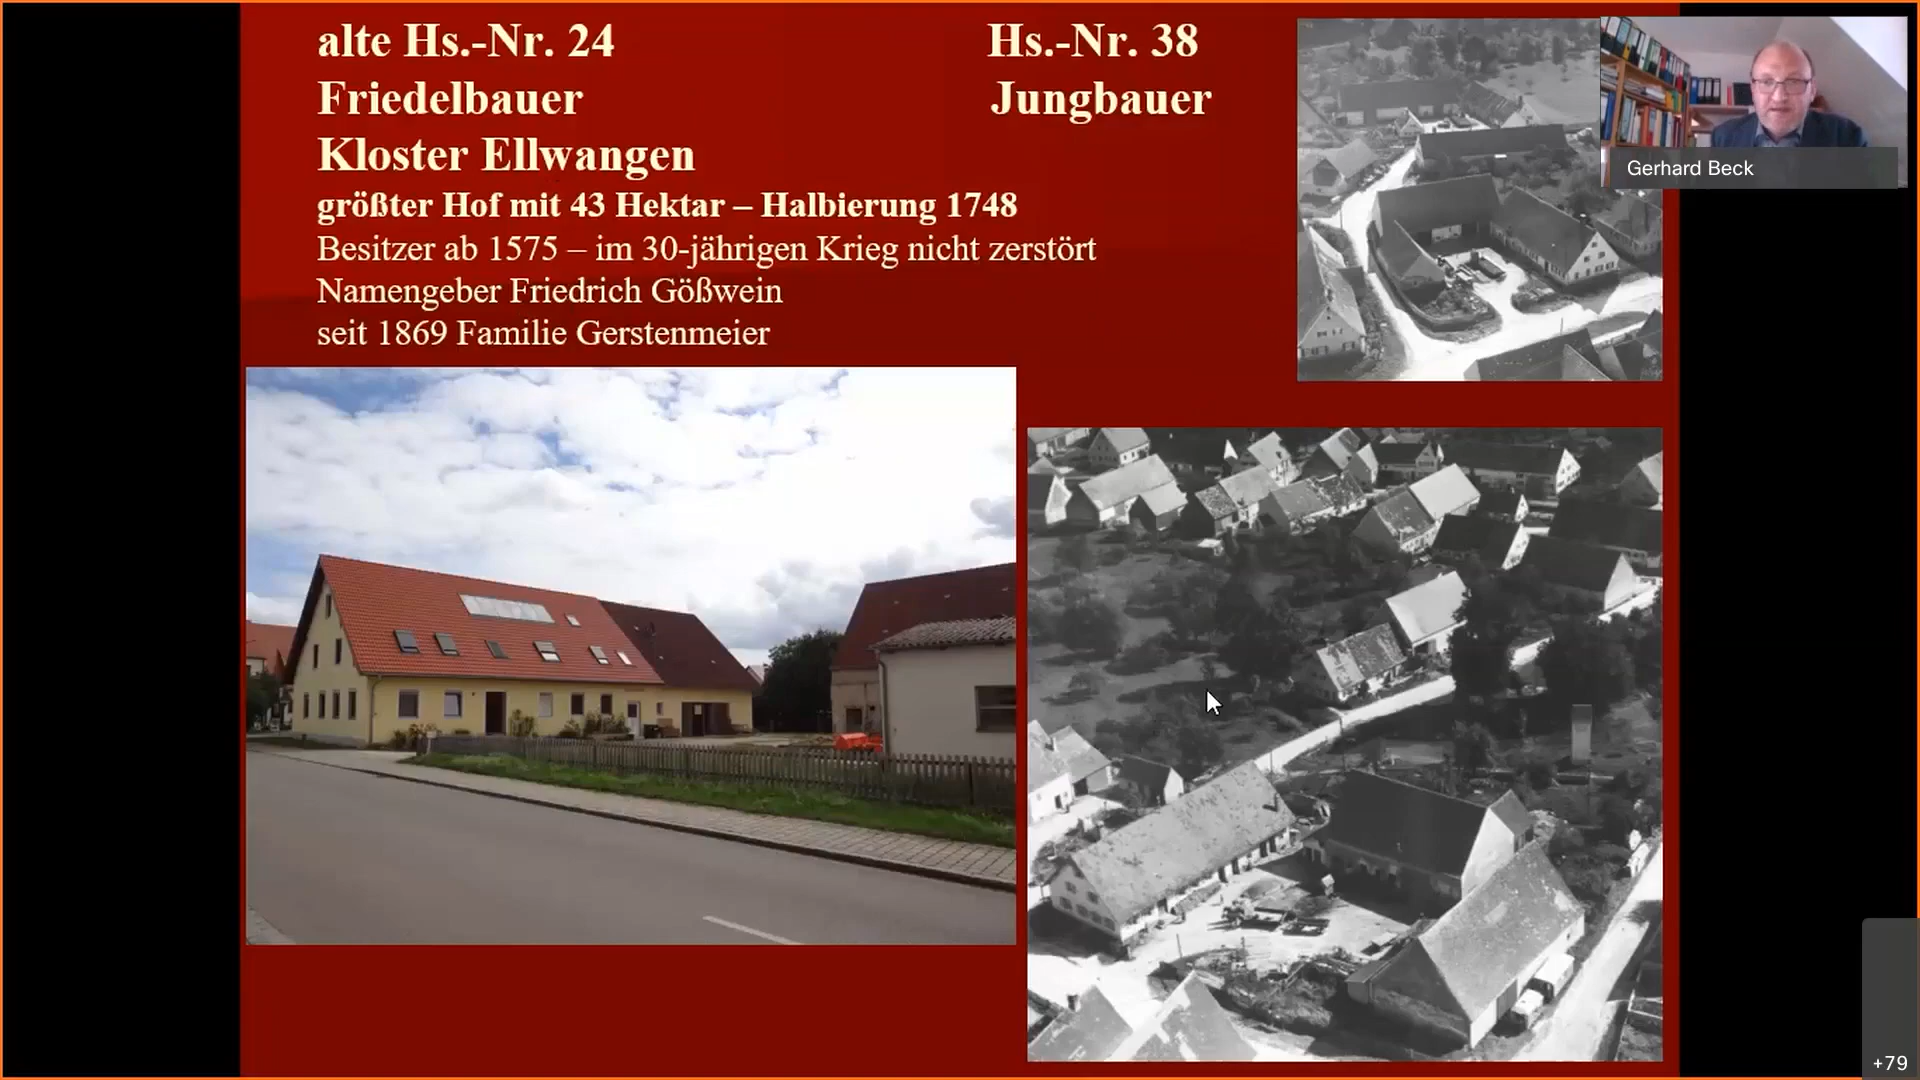 alte Hs.-Nr. 24
Hs.-Nr. 38
Friedelbauer
Jungbauer
Kloster Ellwangen
größter Hof mit 43 Hektar – Halbierung 1748
Besitzer ab 1575 – im 30-jährigen Krieg nicht zerstört
Namengeber Friedrich Gößwein
seit 1869 Familie Gerstenmeier
Gerhard Beck
+79